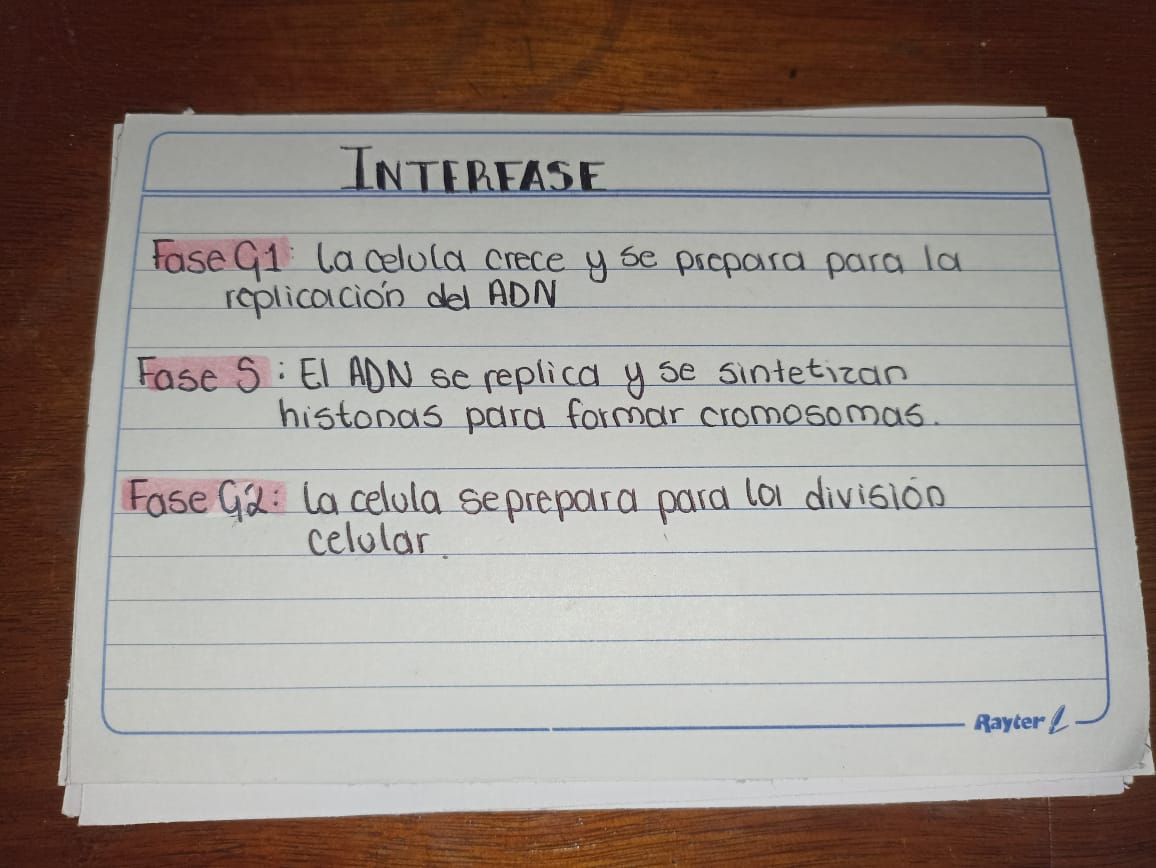 INTERFASE
Fase G1: La celula crece y se prepara para la
replicación del ADN
Fase S: El ADN se replica y se sintetizan
histonas para formar cromosomas.
Fase G2: La celula se prepara para la división
celular.
Rayter